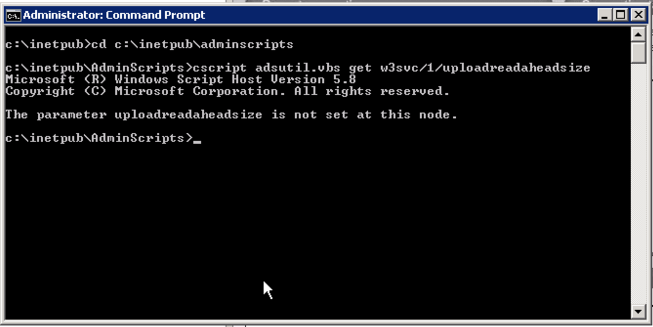 Administrator: Command Prompt
c:\inetpub>cd c:\inetpub\adminscripts
c:\inetpub\AdminScripts>cscript adsutil.vbs get w3svc/1/uploadreadaheadsize
Microsoft (R) Windows Script Host Version 5.8
Copyright (C) Microsoft Corporation. All rights reserved.
The parameter uploadreadaheadsize is not set at this node.
c:\inetpub\AdminScripts>_